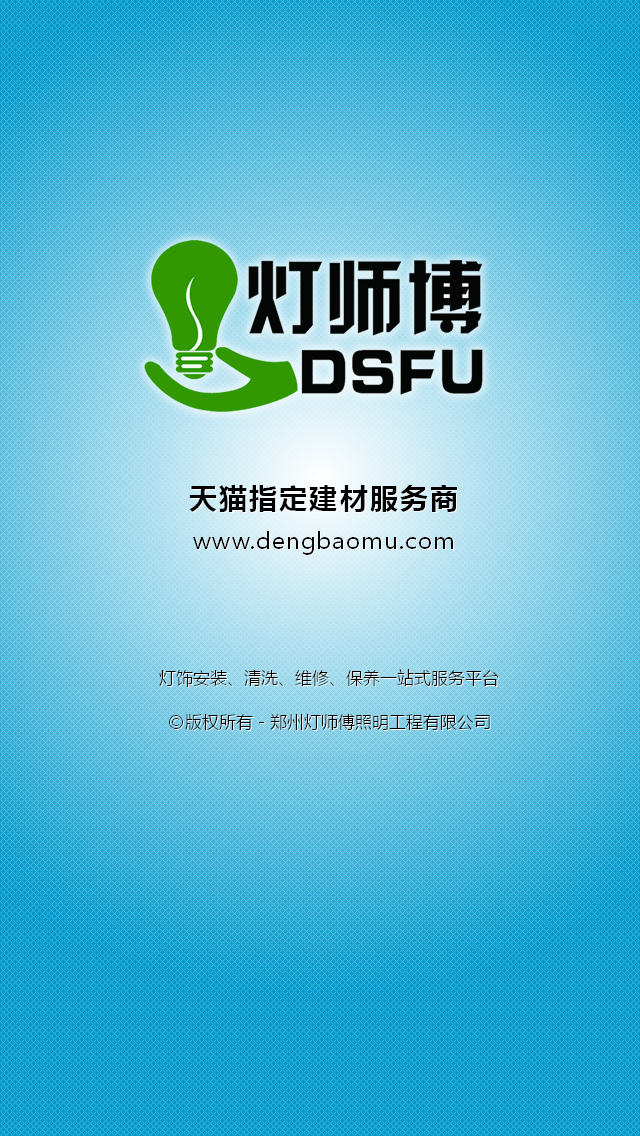 灯师博
DSFU
天猫指定建材服务商
www.dengbaomu.com
灯饰安装、清洗、维修、保养一站式服务平台
©版权所有 - 郑州灯师傅照明工程有限公司